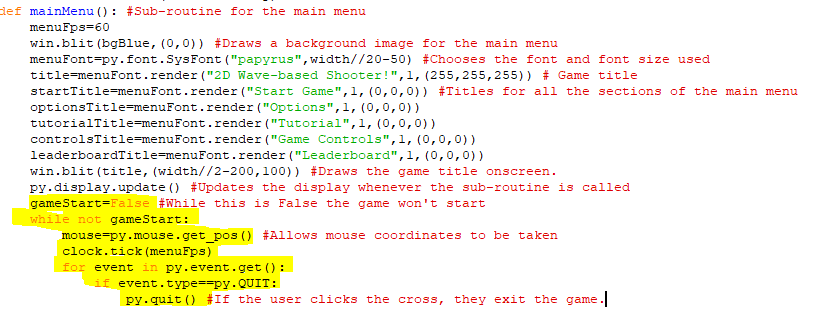 def mainMenu(): #Sub-routine for the main menu
    menuFps=60
    win.blit(bgBlue,(0,0)) #Draws a background image for the main menu
    menuFont=py.font.SysFont("papyrus",width//20-50) #Chooses the font and font size used
    title=menuFont.render("2D Wave-based Shooter!",1,(255,255,255)) # Game title
    startTitle=menuFont.render("Start Game",1,(0,0,0)) #Titles for all the sections of the main menu
    optionsTitle=menuFont.render("Options",1,(0,0,0))
    tutorialTitle=menuFont.render("Tutorial",1,(0,0,0))
    controlsTitle=menuFont.render("Game Controls",1,(0,0,0))
    leaderboardTitle=menuFont.render("Leaderboard",1,(0,0,0))
    win.blit(title,(width//2-200,100)) #Draws the game title onscreen.
    py.display.update() #Updates the display whenever the sub-routine is called
    gameStart=False #While this is False the game won't start
    while not gameStart:
        mouse=py.mouse.get_pos() #Allows mouse coordinates to be taken
        clock.tick(menuFps)
        for event in py.event.get():
            if event.type==py.QUIT:
                py.quit() #If the user clicks the cross, they exit the game.